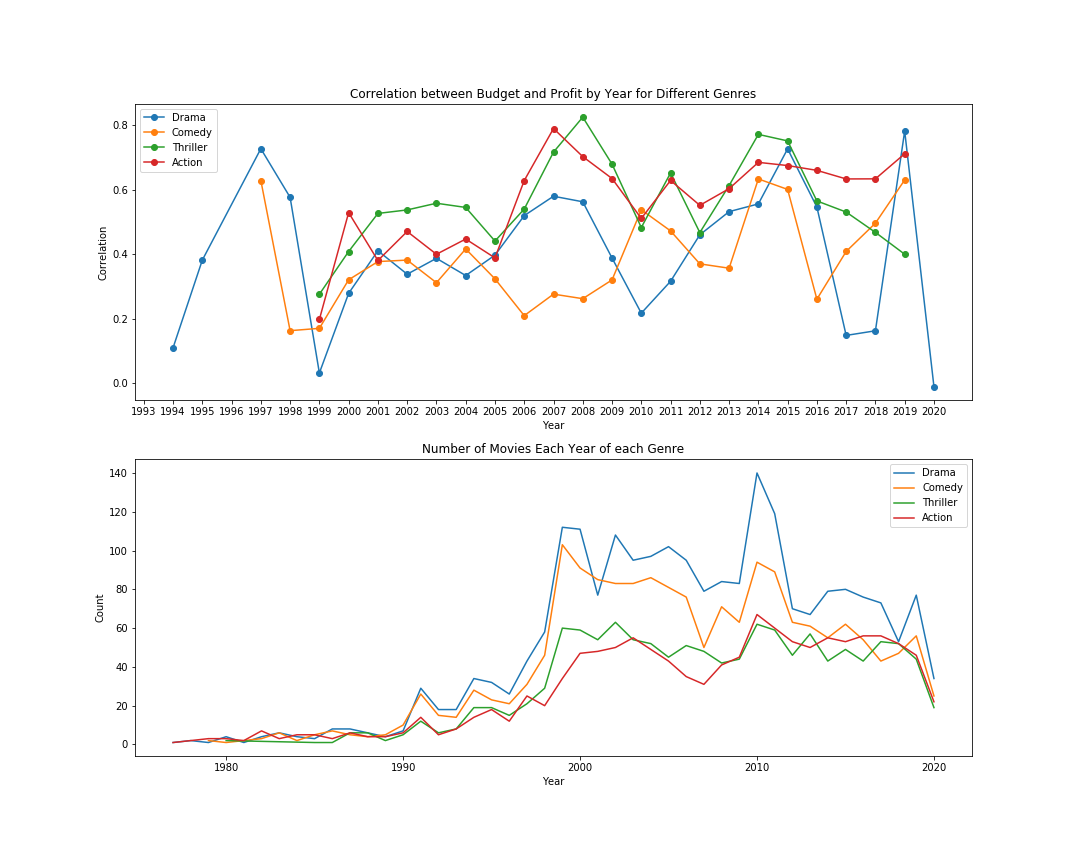 Correlation between Budget and Profit by Year for Different Genres
Drama
Comedy
Thriller
Action
0.8
0.6
0.4
0.2
0.0
Correlation
1993 1994 1995 1996 1997 1998 1999 2000 2001 2002 2003 2004 2005 2006 2007 2008 2009 2010 2011 2012 2013 2014 2015 2016 2017 2018 2019 2020
Year
Number of Movies Each Year of each Genre
Drama
Comedy
Thriller
Action
140
120
100
80
60
40
20
0
Count
1980 1990 2000 2010 2020
Year